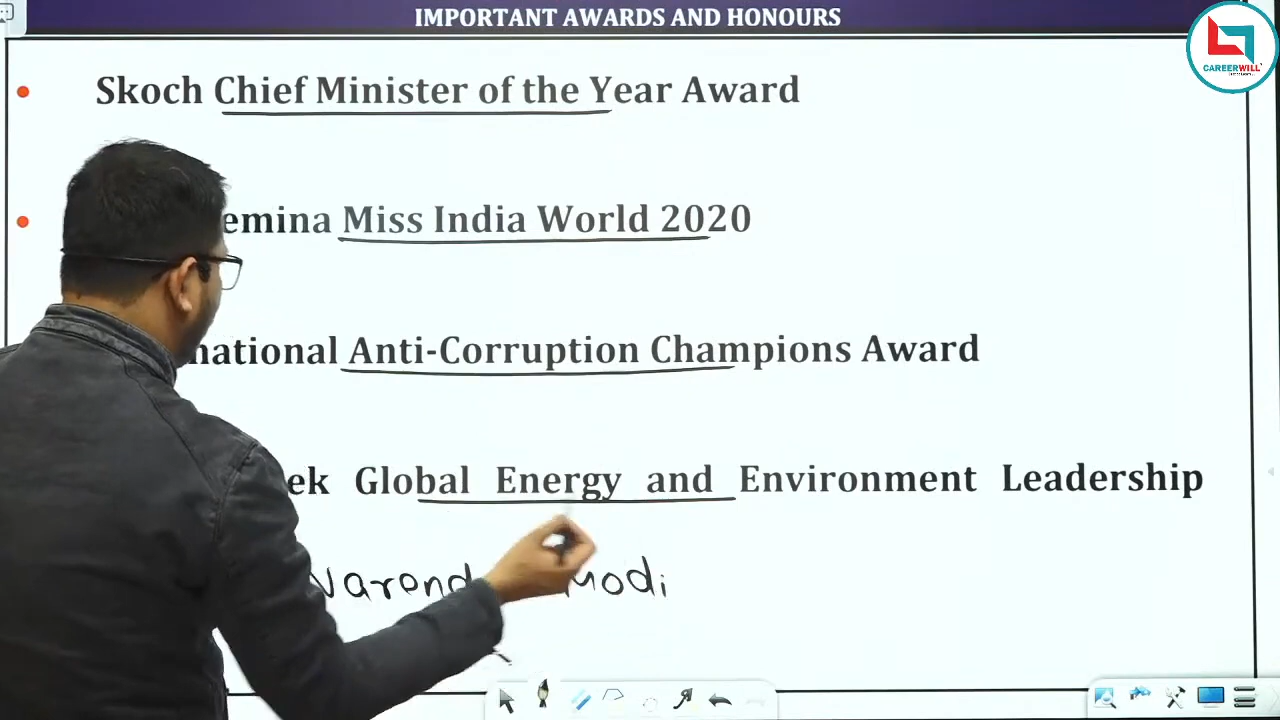 IMPORTANT AWARDS AND HONOURS
CAREERWILL
Skoch Chief Minister of the Year Award
emina Miss India World 2020
national Anti-Corruption Champions Award
ek Global Energy and Environment Leadership
Modi